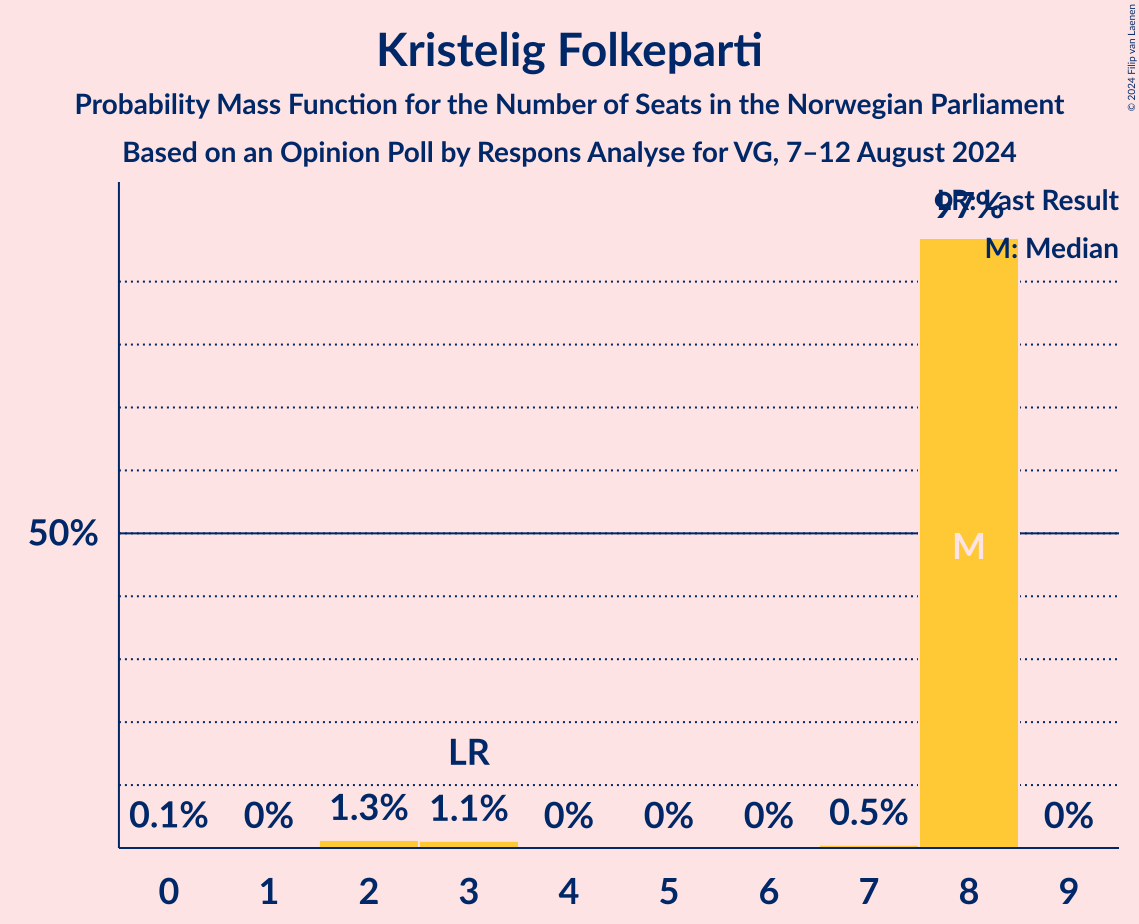 Kristelig Folkeparti
Probability Mass Function for the Number of Seats in the Norwegian Parliament
Based on an Opinion Poll by Respons Analyse for VG, 7–12 August 2024
© 2024 Filip van Laenen
97%
LR: Last Result
M: Median
50%
M
LR
0.1% 0% 1.3% 1.1% 0% 0% 0% 0.5% 0%
0 1 2 3 4 5 6 7 8 9